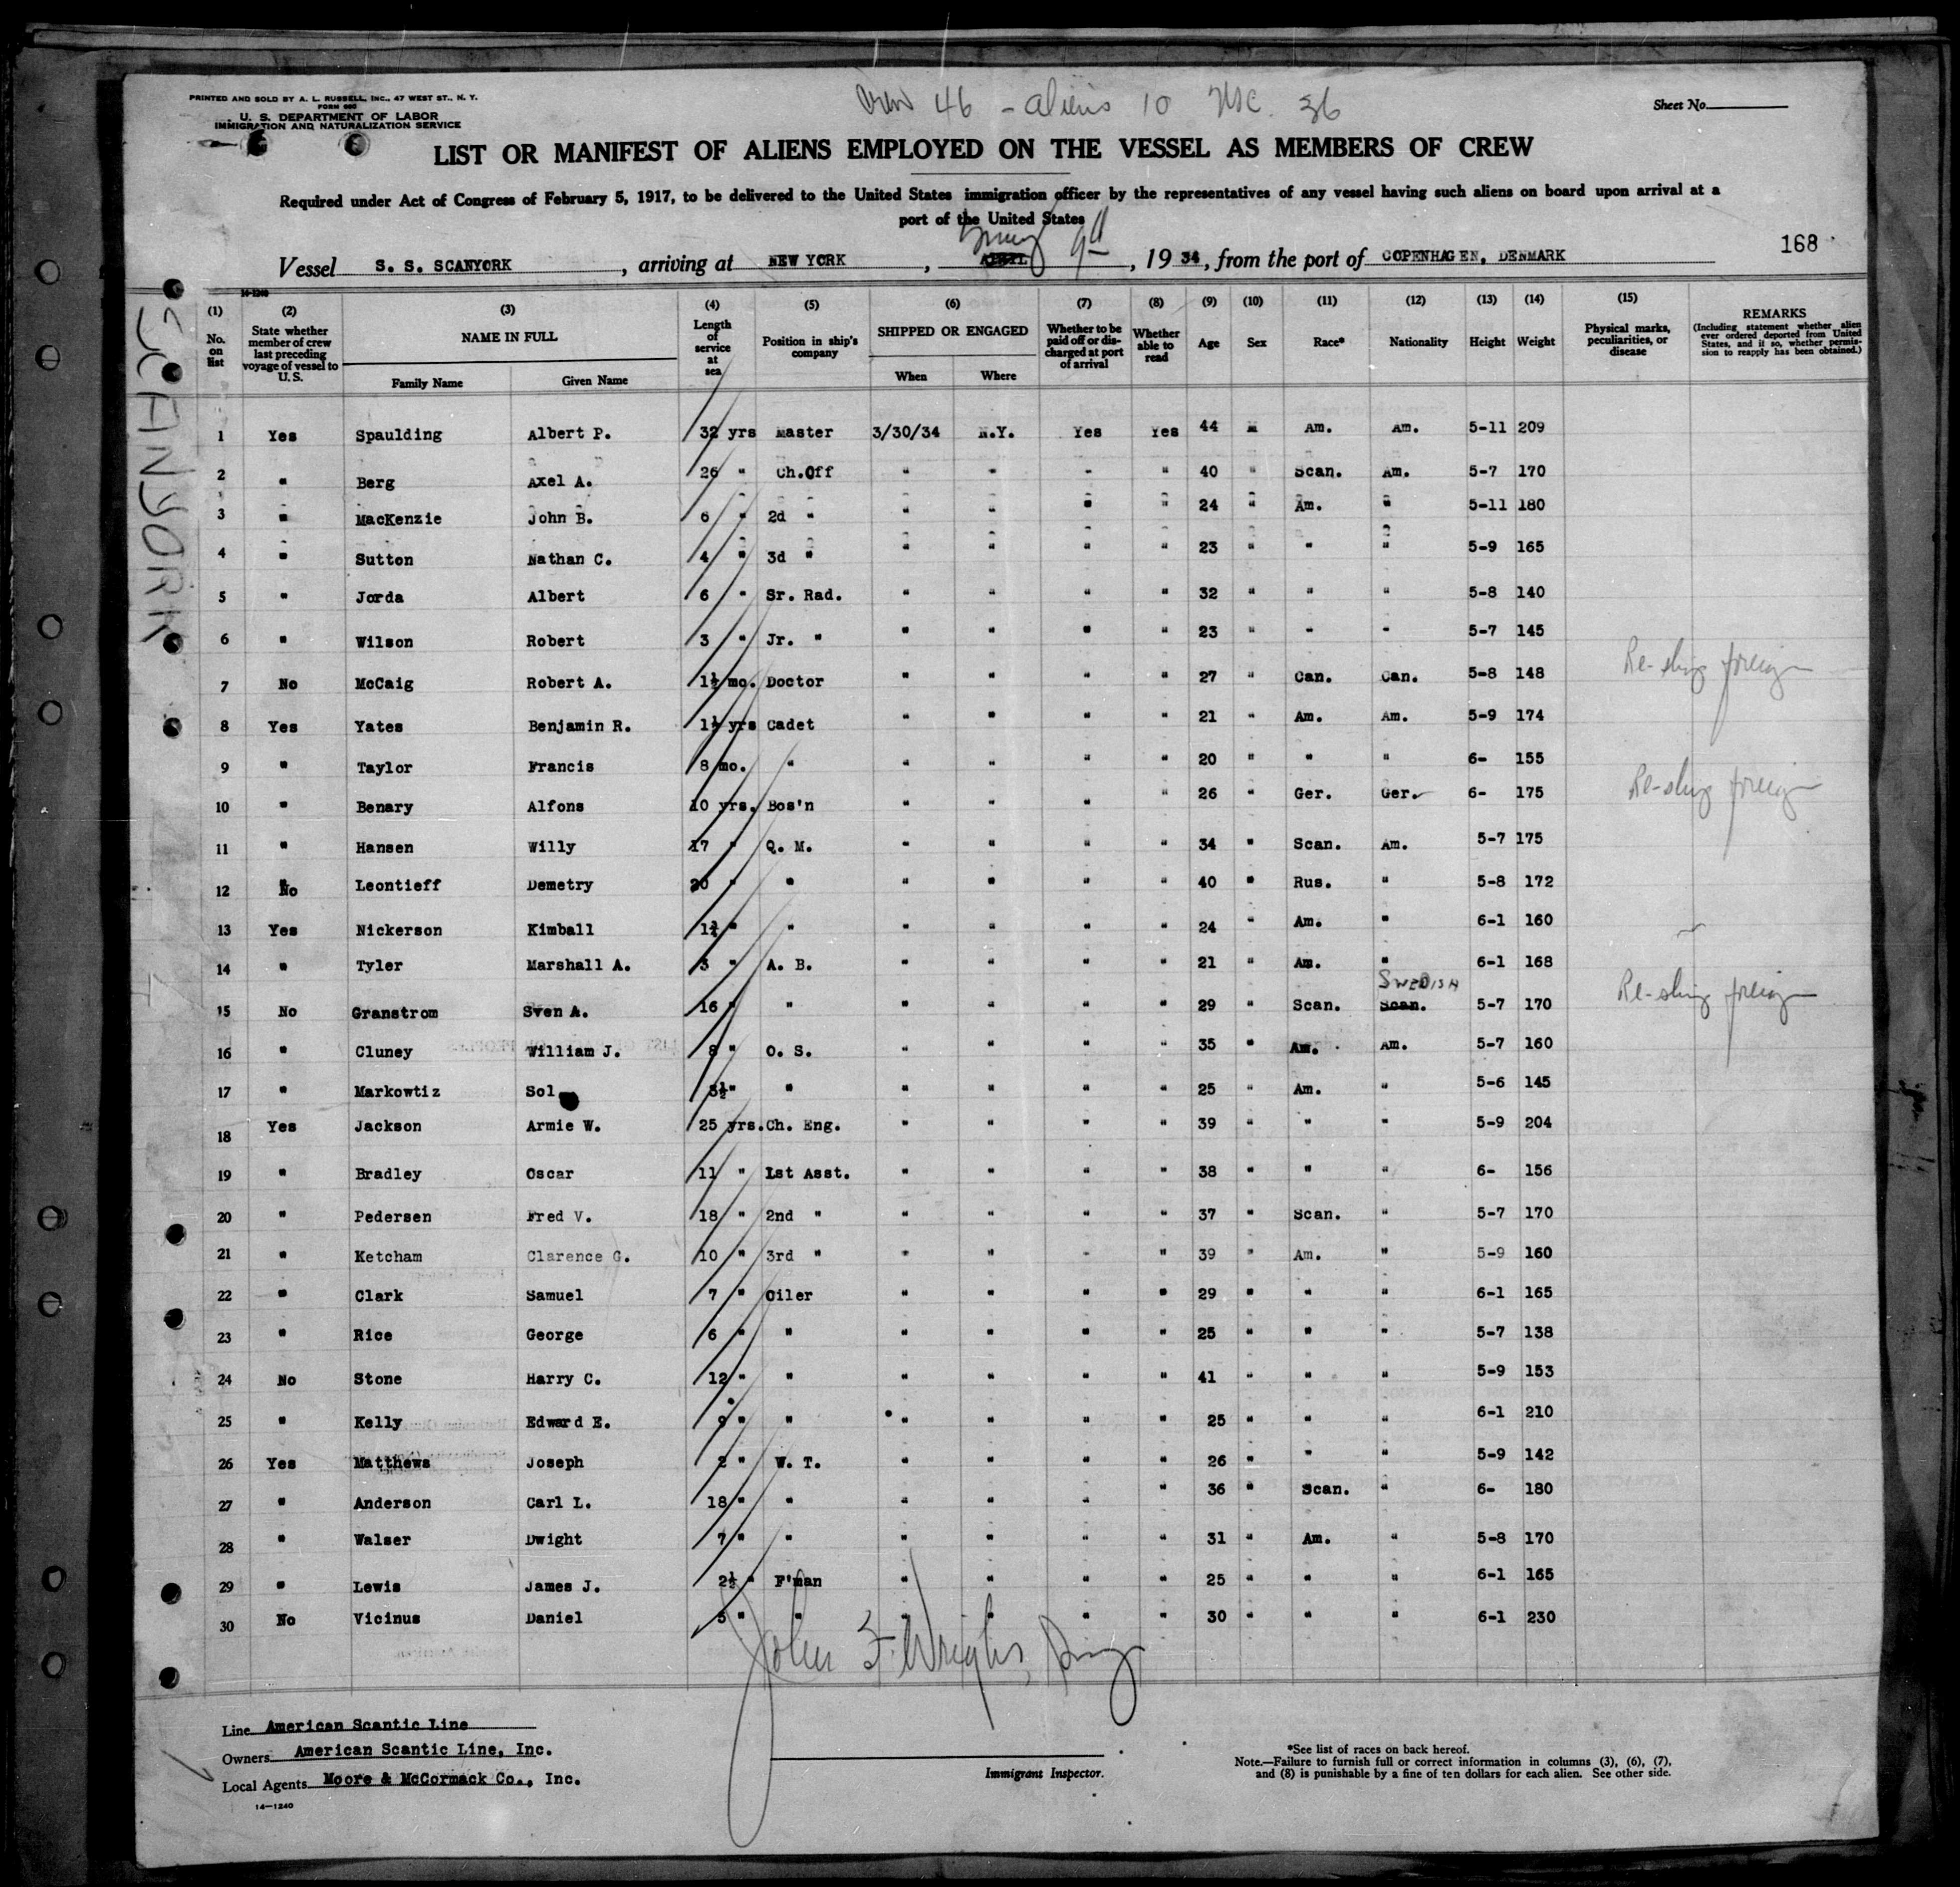 PRINTED AND SOLD BY A. L. RUSSELL, INC., 47 WEST ST., N. Y.
FORM 680
U. S. DEPARTMENT OF LABOR
IMMIGRATION AND NATURALIZATION SERVICE
Crew 46 - aliens 10 USC. 36
Sheet No.
LIST OR MANIFEST OF ALIENS EMPLOYED ON THE VESSEL AS MEMBERS OF CREW
Required under Act of Congress of February 5, 1917, to be delivered to the United States immigration officer by the representatives of any vessel having such aliens on board upon arrival at a
port of the United States
Vessel S. S. SCANYORK, arriving at NEW YORK, APRIL May 9th, 19 34, from the port of COPENHAGEN, DENMARK
168
SCANYORK
14-1240
(1) (2) (3) (4) (5) (6) (7) (8) (9) (10) (11) (12) (13) (14) (15)
No. on list
State whether member of crew last preceding voyage of vessel to U. S.
NAME IN FULL
Family Name Given Name
Length of service at sea
Position in ship's company
SHIPPED OR ENGAGED
When Where
Whether to be paid off or discharged at port of arrival
Whether able to read
Age
Sex
Race*
Nationality
Height
Weight
Physical marks, peculiarities, or disease
REMARKS
(Including statement whether alien ever ordered deported from United States, and if so, whether permission to reapply has been obtained.)
1 Yes Spaulding Albert P. 32 yrs Master 3/30/34 N.Y. Yes Yes 44 M Am. Am. 5-11 209
2 " Berg Axel A. 26 " Ch.Off " " " " 40 " Scan. Am. 5-7 170
3 " MacKenzie John B. 6 " 2d " " " " " 24 " Am. " 5-11 180
4 " Sutton Nathan C. 4 " 3d " " " " " 23 " " " 5-9 165
5 " Jorda Albert 6 " Sr. Rad. " " " " 32 " " " 5-8 140
6 " Wilson Robert 3 " Jr. " " " " " 23 " " " 5-7 145
7 No McCaig Robert A. 1½ mo. Doctor " " " " 27 " Can. Can. 5-8 148 Re-shipg foreign
8 Yes Yates Benjamin R. 1½ yrs Cadet " " " " 21 " Am. Am. 5-9 174
9 " Taylor Francis 8 mo. " " " " " 20 " " " 6- 155
10 " Benary Alfons 10 yrs. Bos'n " " " " 26 " Ger. Ger. 6- 175 Re-shipg foreign
11 " Hansen Willy 17 " Q. M. " " " " 34 " Scan. Am. 5-7 175
12 No Leontieff Demetry 20 " " " " " " 40 " Rus. " 5-8 172
13 Yes Nickerson Kimball 1¾ " " " " " " 24 " Am. " 6-1 160
14 " Tyler Marshall A. 3 " A. B. " " " " 21 " Am. " 6-1 168
15 No Granstrom Sven A. 16 " " " " " " 29 " Scan. Scan. SWEDISH 5-7 170 Re-shipg foreign
16 " Cluney William J. 8 " O. S. " " " " 35 " Am. Am. 5-7 160
17 " Markowtiz Sol 3½ " " " " " " 25 " Am. " 5-6 145
18 Yes Jackson Armie W. 25 yrs. Ch. Eng. " " " " 39 " " " 5-9 204
19 " Bradley Oscar 11 " 1st Asst. " " " " 38 " " " 6- 156
20 " Pedersen Fred V. 18 " 2nd " " " " " 37 " Scan. " 5-7 170
21 " Ketcham Clarence G. 10 " 3rd " " " " " 39 " Am. " 5-9 160
22 " Clark Samuel 7 " Oiler " " " " 29 " " " 6-1 165
23 " Rice George 6 " " " " " " 25 " " " 5-7 138
24 No Stone Harry C. 12 " " " " " " 41 " " " 5-9 153
25 " Kelly Edward E. 9 " " " " " " 25 " " " 6-1 210
26 Yes Matthews Joseph 2 " W. T. " " " " 26 " " " 5-9 142
27 " Anderson Carl L. 18 " " " " " " 36 " Scan. " 6- 180
28 " Walser Dwight 7 " " " " " " 31 " Am. " 5-8 170
29 " Lewis James J. 2½ " F'man " " " " 25 " " " 6-1 165
30 No Vicinus Daniel 5 " " " " " " 30 " " " 6-1 230
John F. Wright
Line American Scantic Line
Owners American Scantic Line, Inc.
Local Agents Moore & McCormack Co., Inc.
14-1240
Immigrant Inspector.
*See list of races on back hereof.
Note.—Failure to furnish full or correct information in columns (3), (6), (7),
and (8) is punishable by a fine of ten dollars for each alien. See other side.